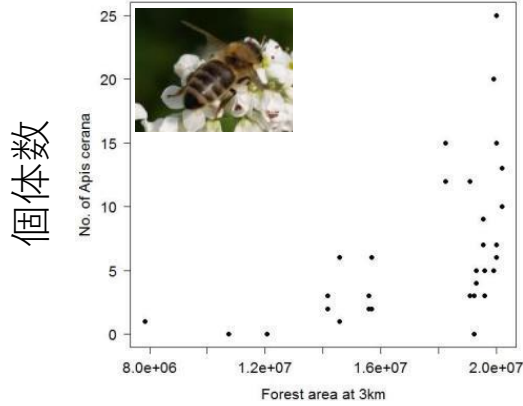 個体数
No. of Apis cerana
25
20
15
10
5
0
8.0e+06
1.2e+07
1.6e+07
2.0e+07
Forest area at 3km